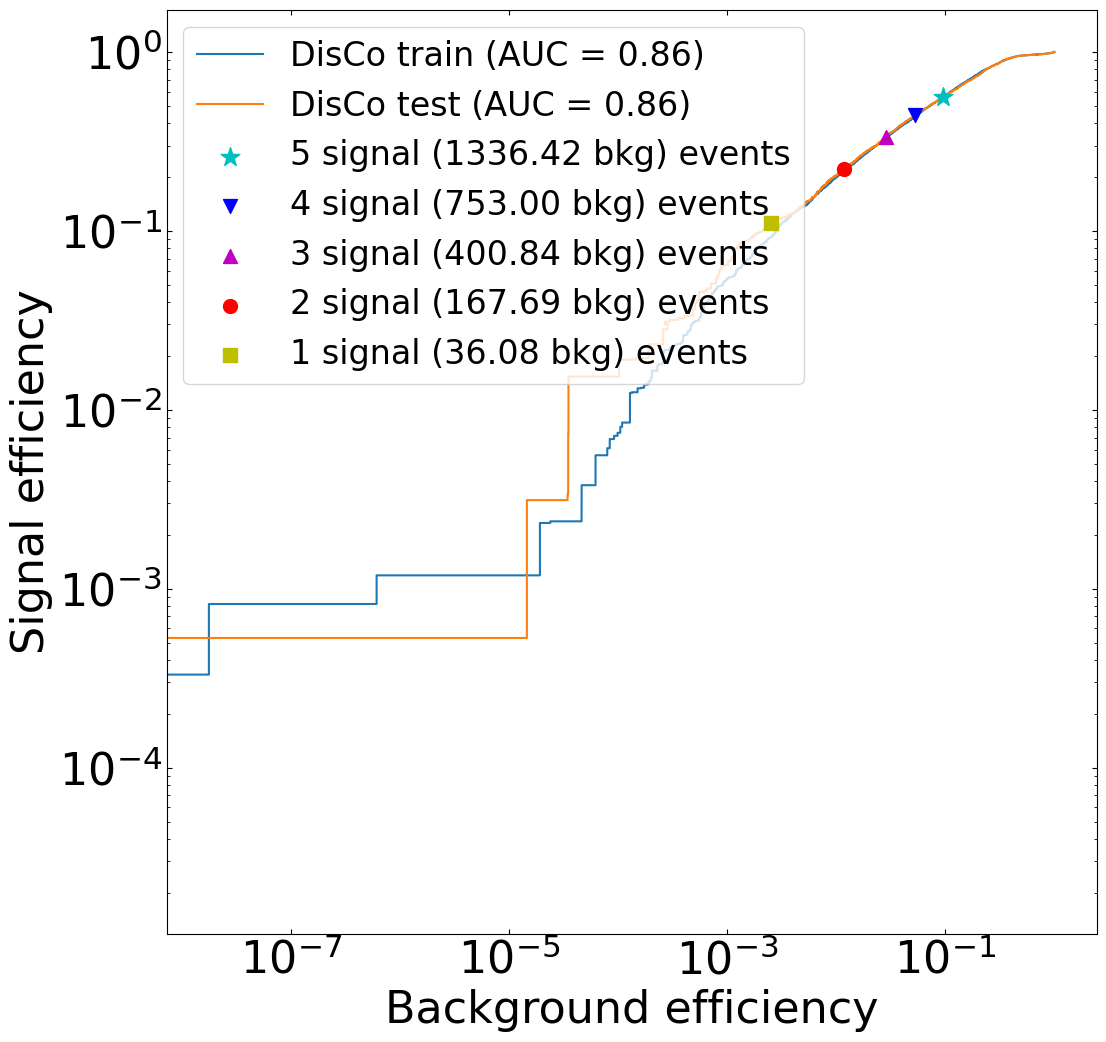 DisCo train (AUC = 0.86)
DisCo test (AUC = 0.86)
5 signal (1336.42 bkg) events
4 signal (753.00 bkg) events
3 signal (400.84 bkg) events
2 signal (167.69 bkg) events
1 signal (36.08 bkg) events
10⁰
10⁻¹
10⁻²
10⁻³
10⁻⁴
Signal efficiency
10⁻⁷ 10⁻⁵ 10⁻³ 10⁻¹
Background efficiency